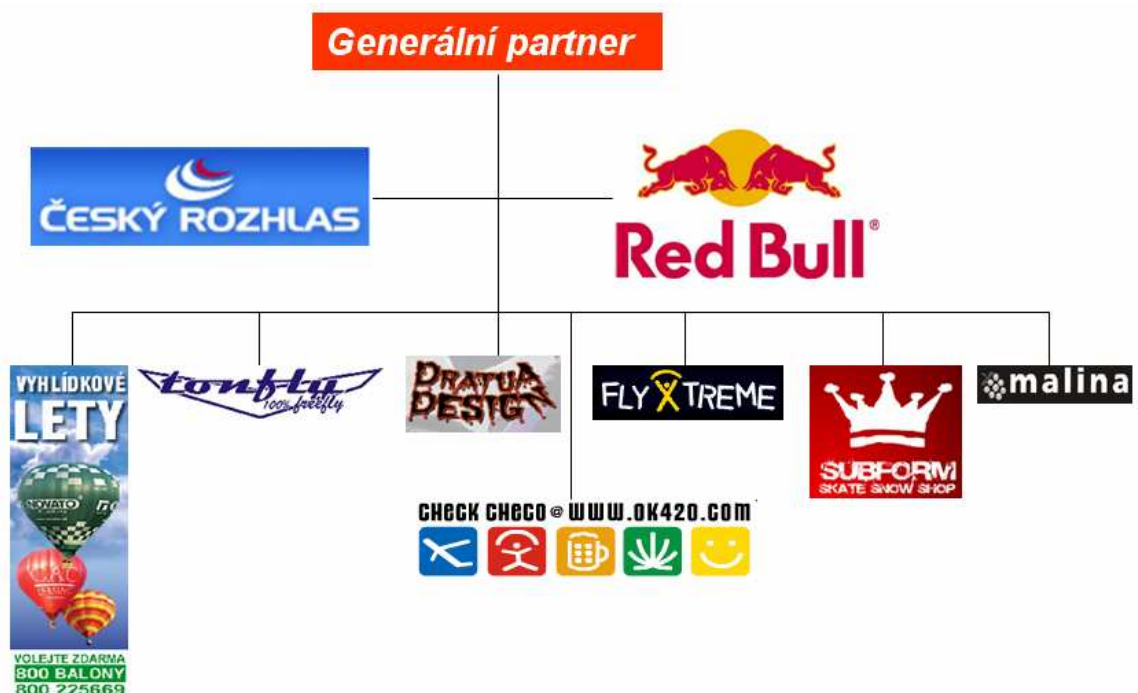 Generální partner
ČESKÝ ROZHLAS
Red Bull®
VYHLÍDKOVÉ
LETY
NOVATO
VOLEJTE ZDARMA
800 BALONY
800 225669
tonfly
100% freefly
DRATUA
DESIGN
FLY XTREME
SUBFORM
SKATE SNOW SHOP
malina
CHECK CHECO @ WWW.OK420.COM